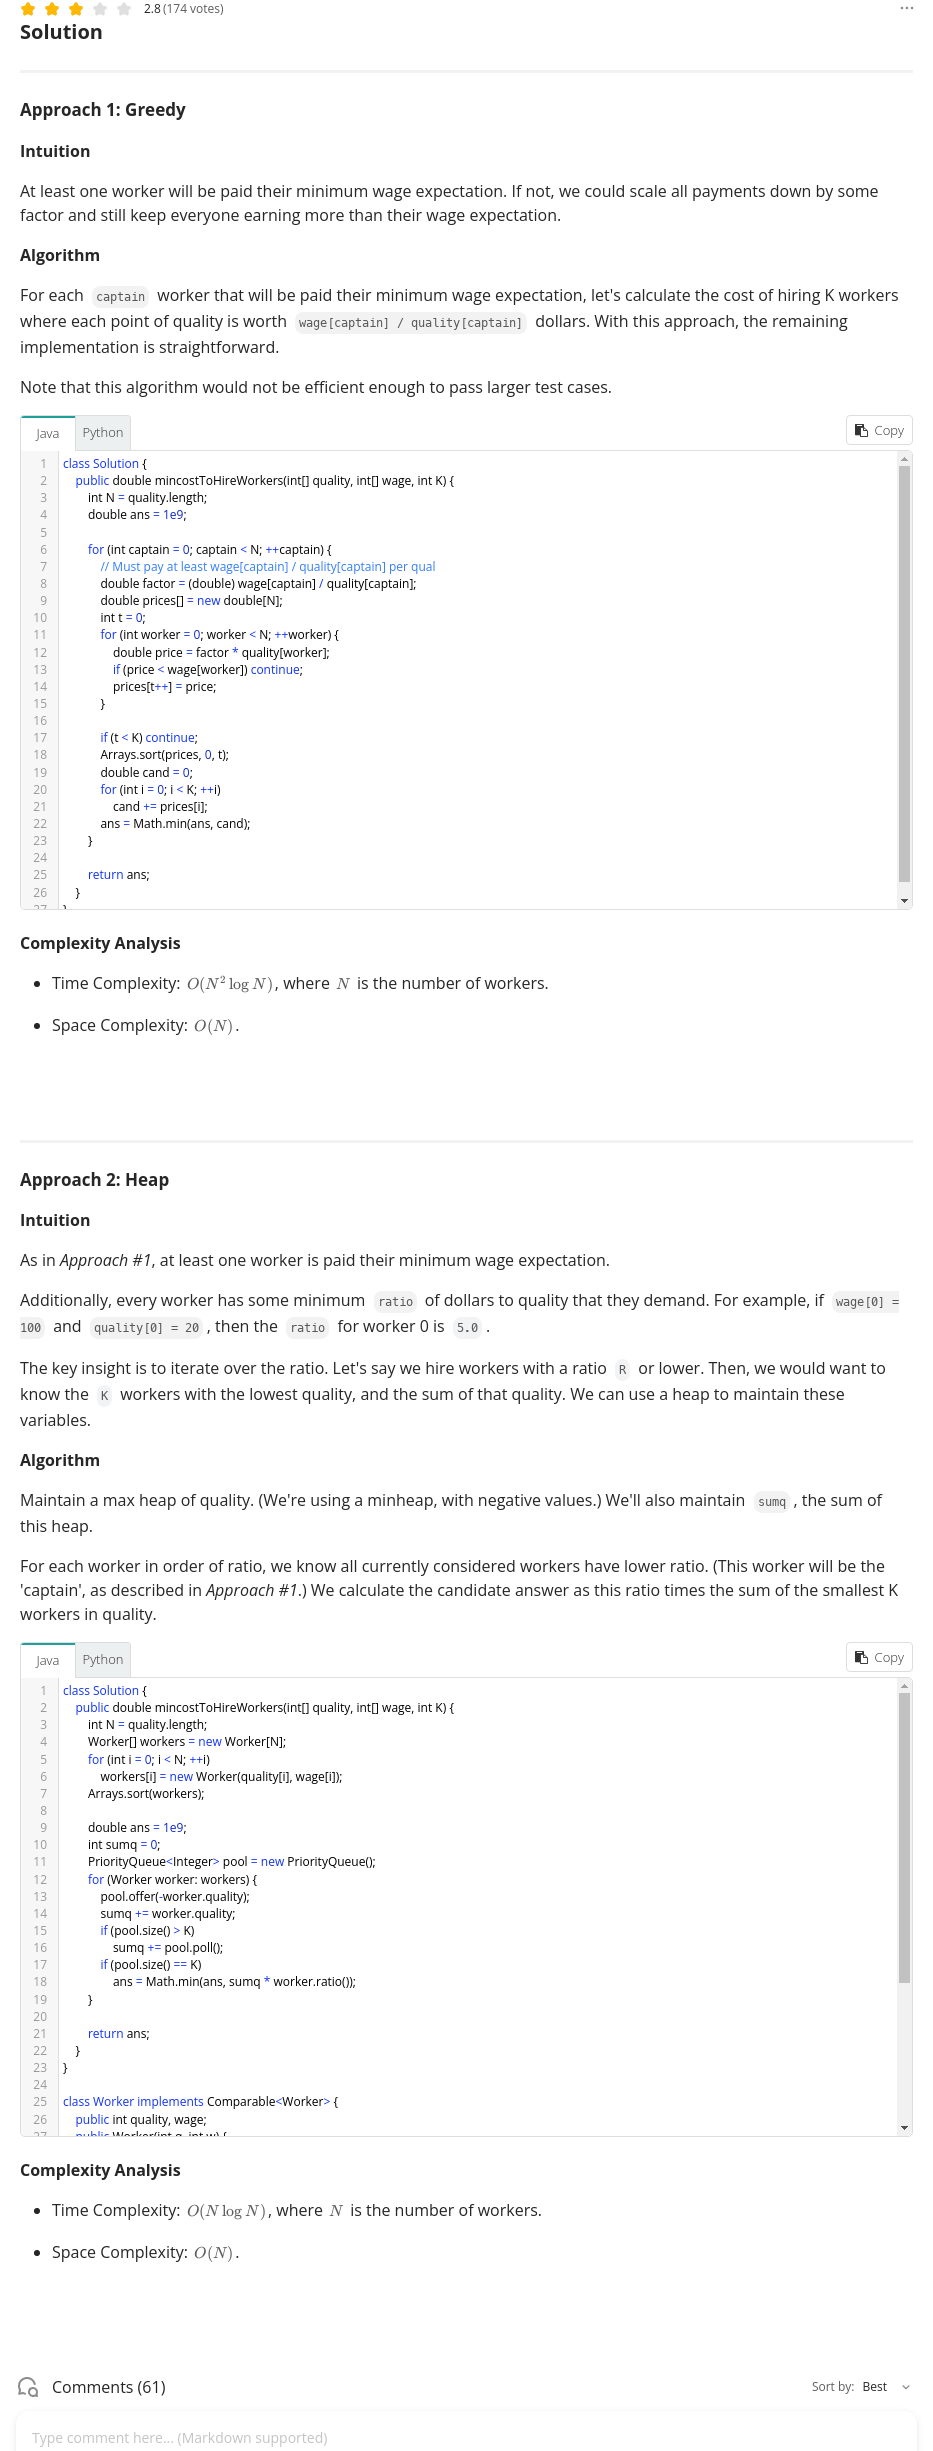 2.8 (174 votes)
Solution
Approach 1: Greedy
Intuition
At least one worker will be paid their minimum wage expectation. If not, we could scale all payments down by some
factor and still keep everyone earning more than their wage expectation.
Algorithm
For each captain worker that will be paid their minimum wage expectation, let's calculate the cost of hiring K workers
where each point of quality is worth wage[captain] / quality[captain] dollars. With this approach, the remaining
implementation is straightforward.
Note that this algorithm would not be efficient enough to pass larger test cases.
Java Python Copy
1 class Solution {
2 public double mincostToHireWorkers(int[] quality, int[] wage, int K) {
3 int N = quality.length;
4 double ans = 1e9;
5
6 for (int captain = 0; captain < N; ++captain) {
7 // Must pay at least wage[captain] / quality[captain] per qual
8 double factor = (double) wage[captain] / quality[captain];
9 double prices[] = new double[N];
10 int t = 0;
11 for (int worker = 0; worker < N; ++worker) {
12 double price = factor * quality[worker];
13 if (price < wage[worker]) continue;
14 prices[t++] = price;
15 }
16
17 if (t < K) continue;
18 Arrays.sort(prices, 0, t);
19 double cand = 0;
20 for (int i = 0; i < K; ++i)
21 cand += prices[i];
22 ans = Math.min(ans, cand);
23 }
24
25 return ans;
26 }
27 }
Complexity Analysis
• Time Complexity: O(N² log N), where N is the number of workers.
• Space Complexity: O(N).
Approach 2: Heap
Intuition
As in Approach #1, at least one worker is paid their minimum wage expectation.
Additionally, every worker has some minimum ratio of dollars to quality that they demand. For example, if wage[0] =
100 and quality[0] = 20 , then the ratio for worker 0 is 5.0 .
The key insight is to iterate over the ratio. Let's say we hire workers with a ratio R or lower. Then, we would want to
know the K workers with the lowest quality, and the sum of that quality. We can use a heap to maintain these
variables.
Algorithm
Maintain a max heap of quality. (We're using a minheap, with negative values.) We'll also maintain sumq , the sum of
this heap.
For each worker in order of ratio, we know all currently considered workers have lower ratio. (This worker will be the
'captain', as described in Approach #1.) We calculate the candidate answer as this ratio times the sum of the smallest K
workers in quality.
Java Python Copy
1 class Solution {
2 public double mincostToHireWorkers(int[] quality, int[] wage, int K) {
3 int N = quality.length;
4 Worker[] workers = new Worker[N];
5 for (int i = 0; i < N; ++i)
6 workers[i] = new Worker(quality[i], wage[i]);
7 Arrays.sort(workers);
8
9 double ans = 1e9;
10 int sumq = 0;
11 PriorityQueue<Integer> pool = new PriorityQueue();
12 for (Worker worker: workers) {
13 pool.offer(-worker.quality);
14 sumq += worker.quality;
15 if (pool.size() > K)
16 sumq += pool.poll();
17 if (pool.size() == K)
18 ans = Math.min(ans, sumq * worker.ratio());
19 }
20
21 return ans;
22 }
23 }
24
25 class Worker implements Comparable<Worker> {
26 public int quality, wage;
27 public Worker(int q, int w) {
Complexity Analysis
• Time Complexity: O(N log N), where N is the number of workers.
• Space Complexity: O(N).
Comments (61) Sort by: Best
Type comment here... (Markdown supported)